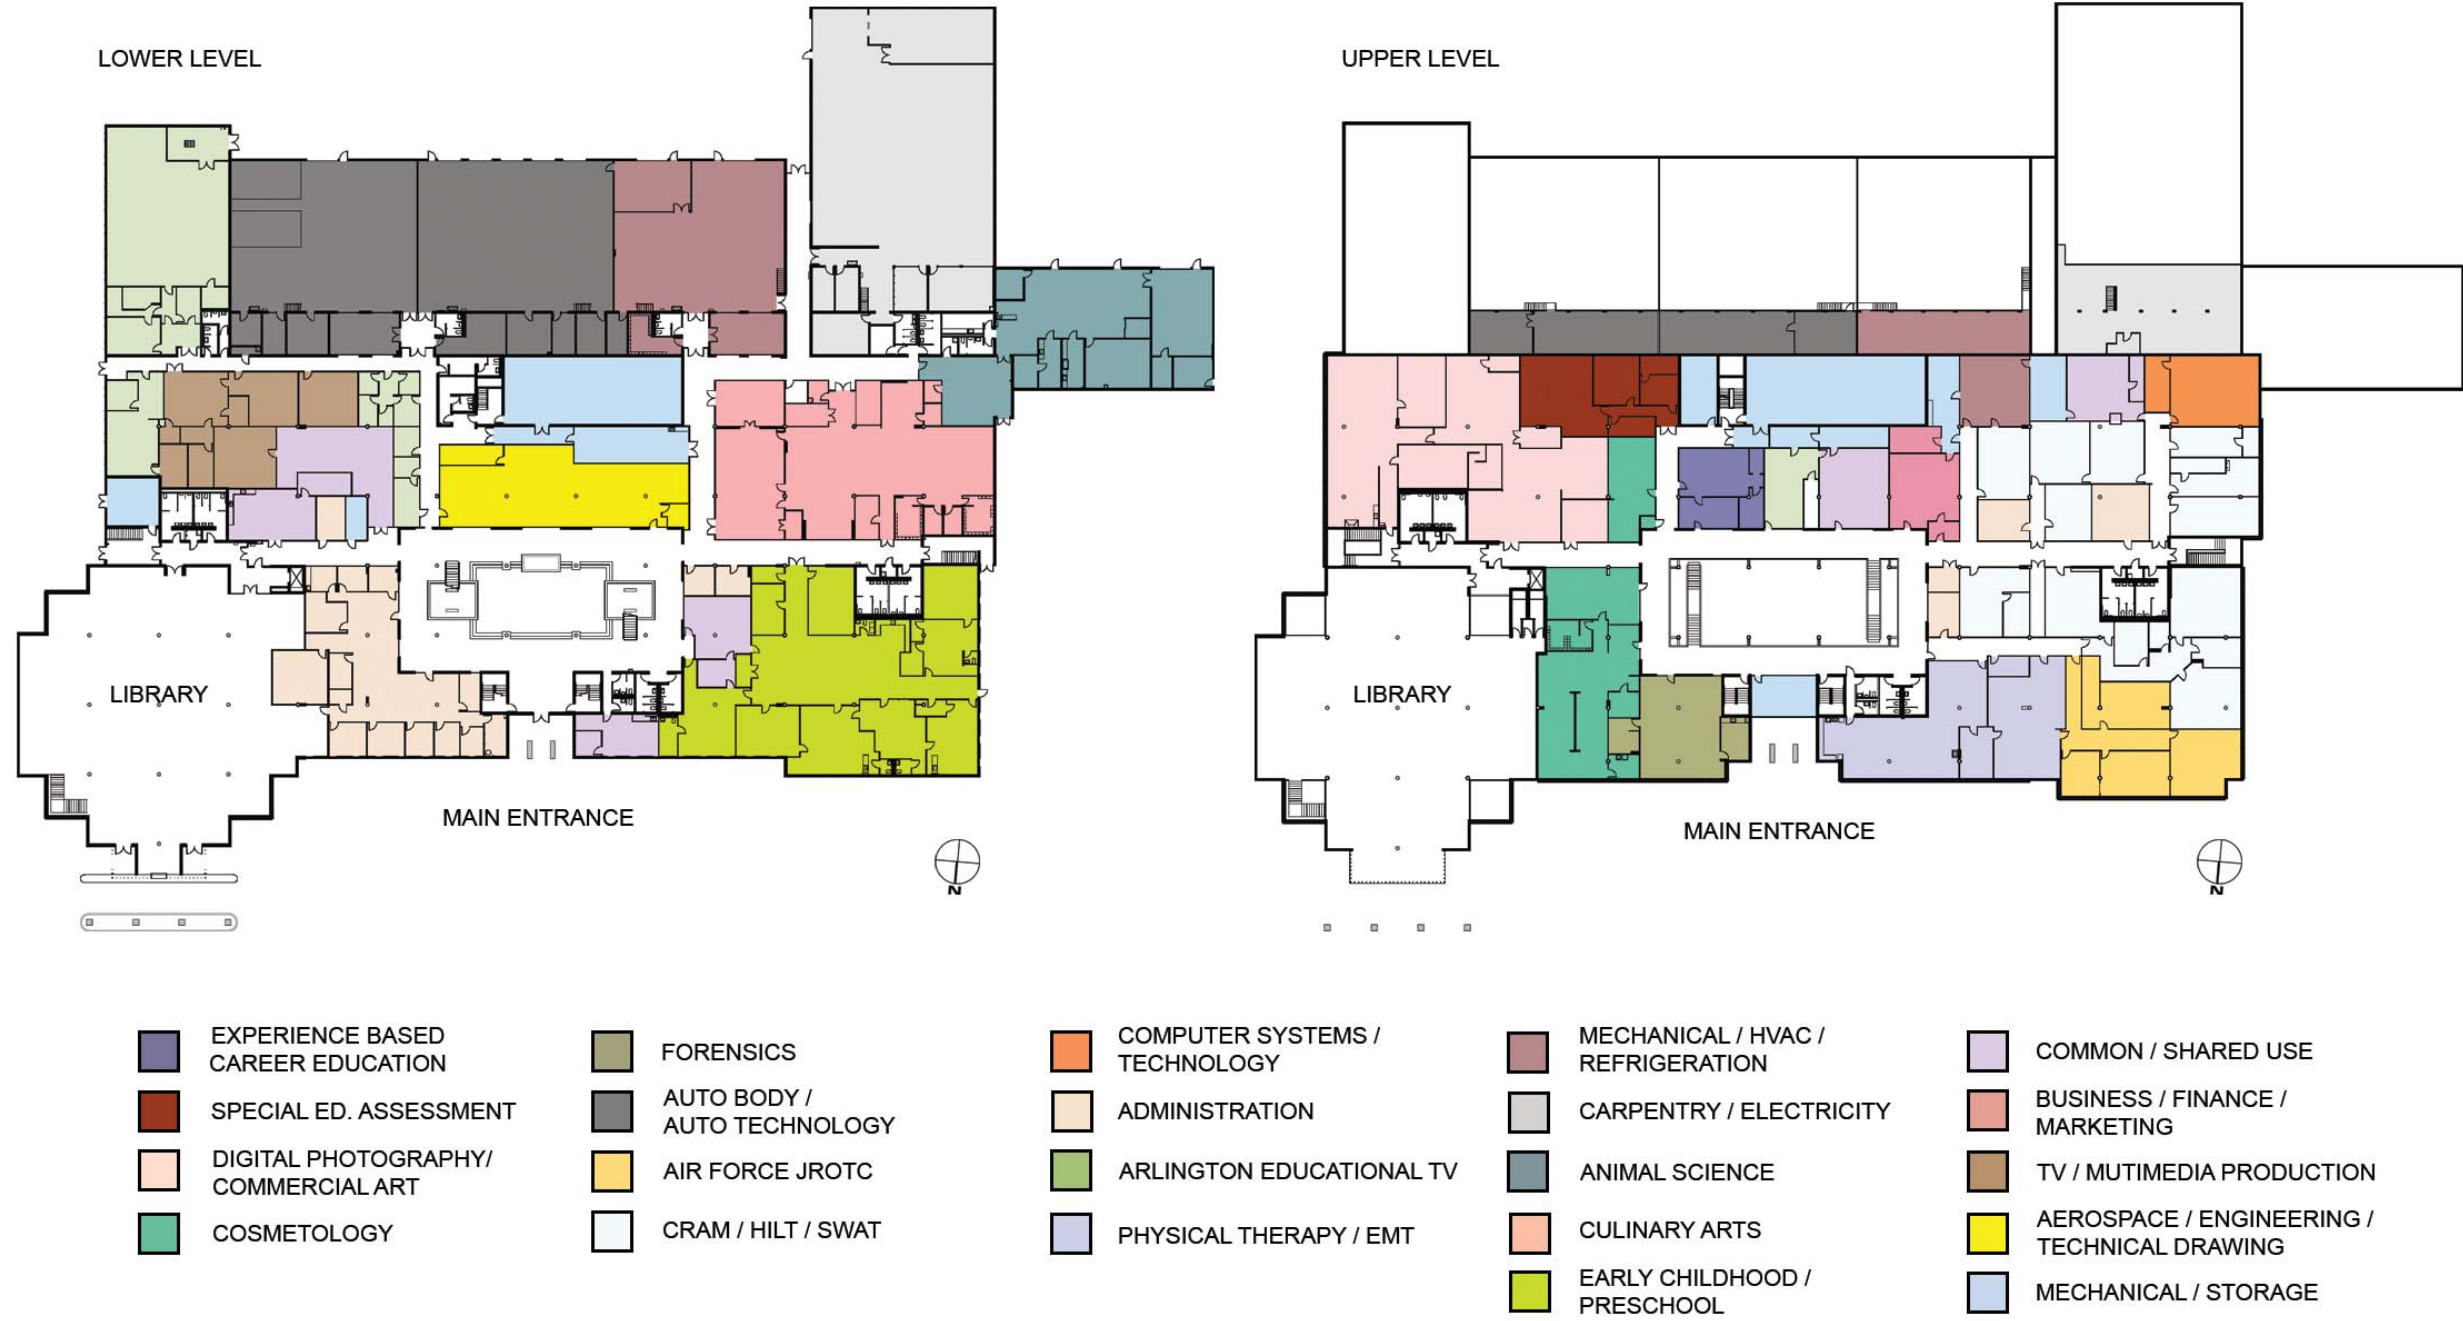 LOWER LEVEL
UPPER LEVEL
LIBRARY
LIBRARY
MAIN ENTRANCE
MAIN ENTRANCE
N
N
EXPERIENCE BASED
CAREER EDUCATION
SPECIAL ED. ASSESSMENT
DIGITAL PHOTOGRAPHY/
COMMERCIAL ART
COSMETOLOGY
FORENSICS
AUTO BODY /
AUTO TECHNOLOGY
AIR FORCE JROTC
CRAM / HILT / SWAT
COMPUTER SYSTEMS /
TECHNOLOGY
ADMINISTRATION
ARLINGTON EDUCATIONAL TV
PHYSICAL THERAPY / EMT
MECHANICAL / HVAC /
REFRIGERATION
CARPENTRY / ELECTRICITY
ANIMAL SCIENCE
CULINARY ARTS
EARLY CHILDHOOD /
PRESCHOOL
COMMON / SHARED USE
BUSINESS / FINANCE /
MARKETING
TV / MUTIMEDIA PRODUCTION
AEROSPACE / ENGINEERING /
TECHNICAL DRAWING
MECHANICAL / STORAGE